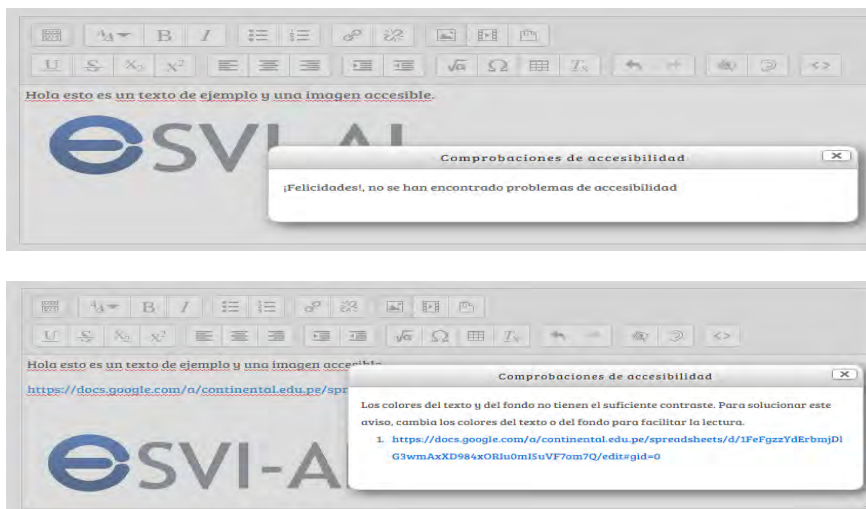 Hola esto es un texto de ejemplo y una imagen accesible.
eSVI-AL
Comprobaciones de accesibilidad
¡Felicidades!, no se han encontrado problemas de accesibilidad
Hola esto es un texto de ejemplo y una imagen accesible
https://docs.google.com/a/continental.edu.pe/spr
Comprobaciones de accesibilidad
Los colores del texto y del fondo no tienen el suficiente contraste. Para solucionar este
aviso, cambia los colores del texto o del fondo para facilitar la lectura.
1. https://docs.google.com/a/continental.edu.pe/spreadsheets/d/1FeFgzzYdErbmjDl
G3wmAxXD984xORlu0mISuVF7om7Q/edit#gid=0
eSVI-A